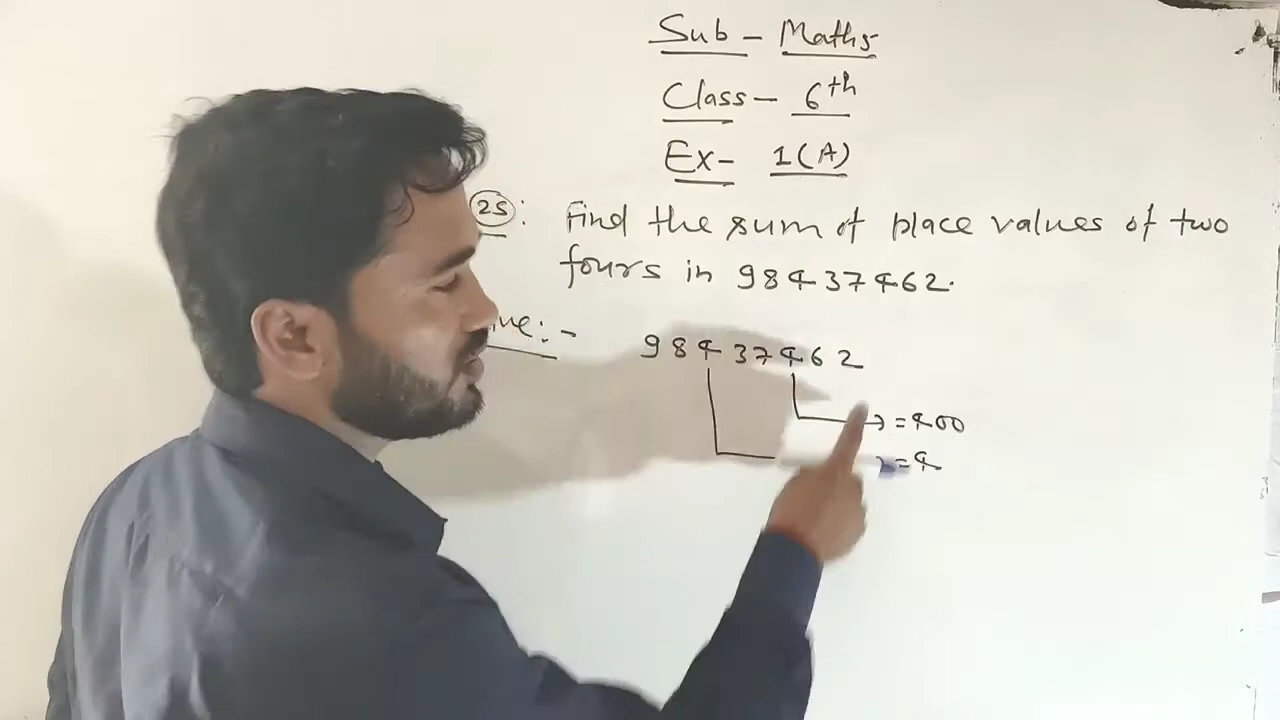 Sub - Maths
Class - 6th
Ex- 1(A)
25: Find the sum of place values of two
fours in 98437462.
:-
98437462
= 400
= 4